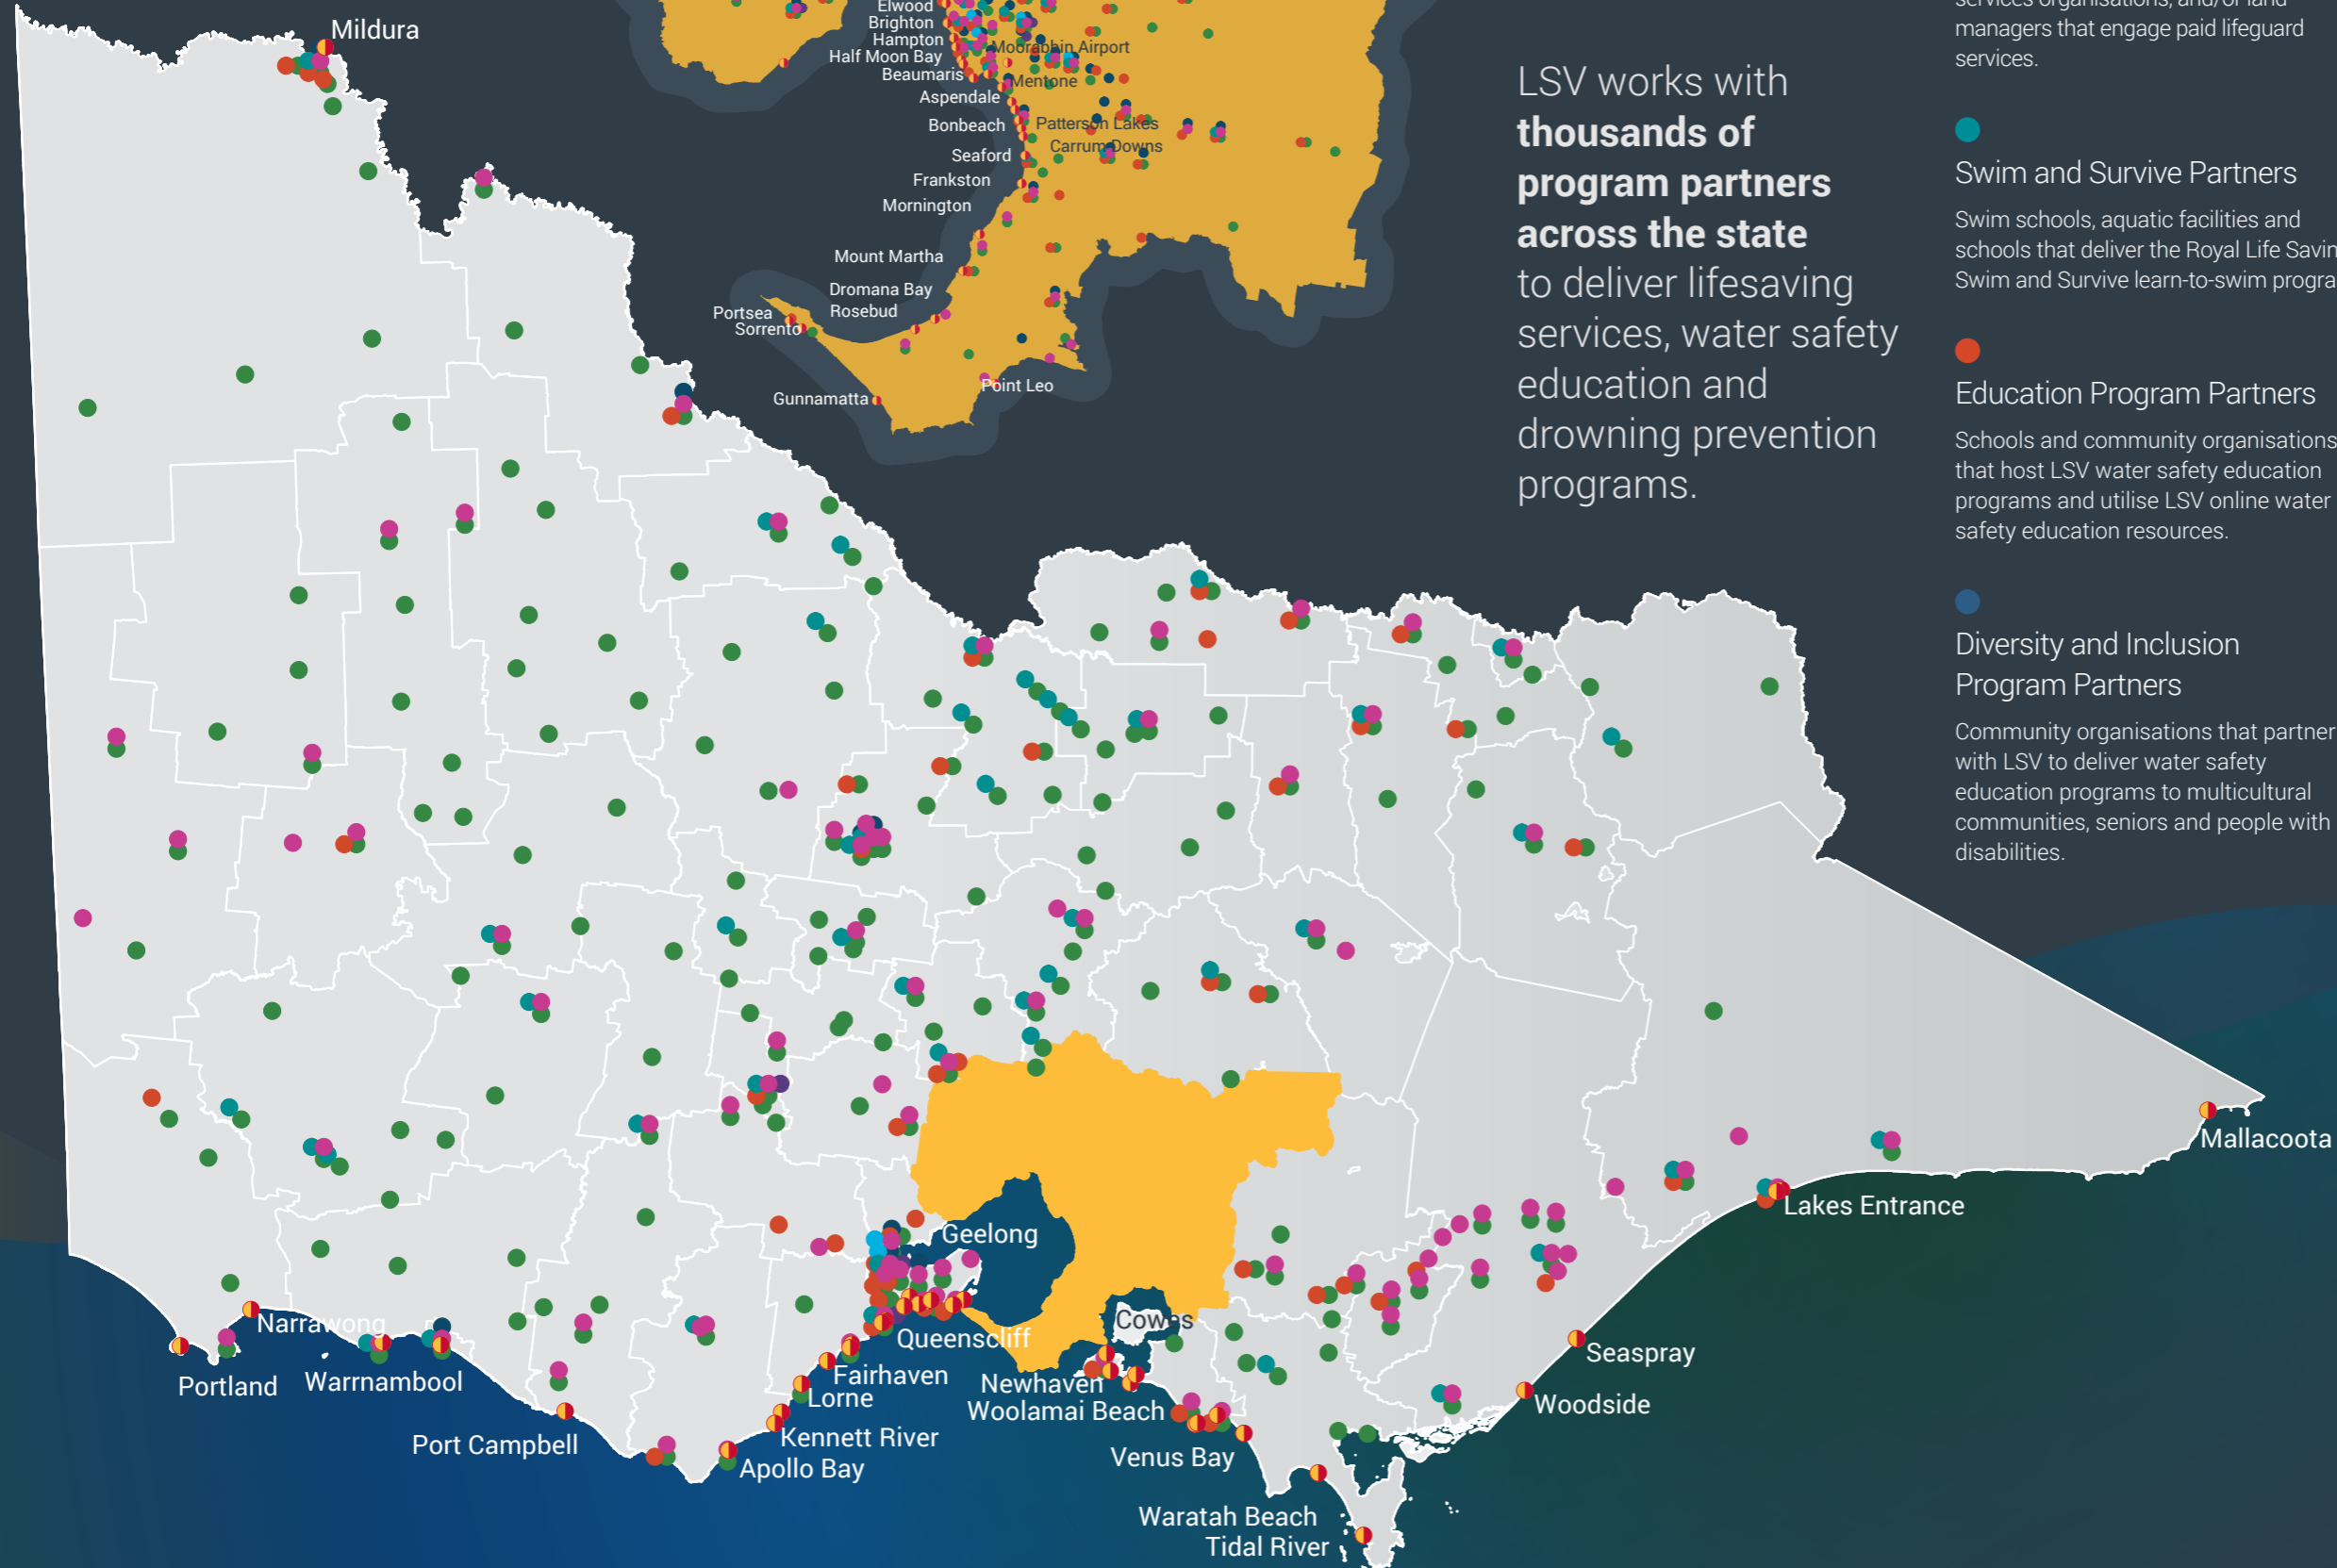 Mildura
Elwood
Brighton
Hampton
Half Moon Bay
Beaumaris
Aspendale
Bonbeach
Seaford
Frankston
Mornington
Mount Martha
Dromana Bay
Rosebud
Portsea
Sorrento
Gunnamatta
Moorabbin Airport
Mentone
Patterson Lakes
Carrum Downs
Point Leo
LSV works with
thousands of
program partners
across the state
to deliver lifesaving
services, water safety
education and
drowning prevention
programs.
services organisations, and/or land
managers that engage paid lifeguard
services.
Swim and Survive Partners
Swim schools, aquatic facilities and
schools that deliver the Royal Life Savin
Swim and Survive learn-to-swim progra
Education Program Partners
Schools and community organisations
that host LSV water safety education
programs and utilise LSV online water
safety education resources.
Diversity and Inclusion
Program Partners
Community organisations that partner
with LSV to deliver water safety
education programs to multicultural
communities, seniors and people with
disabilities.
Mallacoota
Lakes Entrance
Geelong
Cowes
Queenscliff
Seaspray
Woodside
Narrawong
Portland
Warrnambool
Port Campbell
Fairhaven
Lorne
Kennett River
Apollo Bay
Newhaven
Woolamai Beach
Venus Bay
Waratah Beach
Tidal River